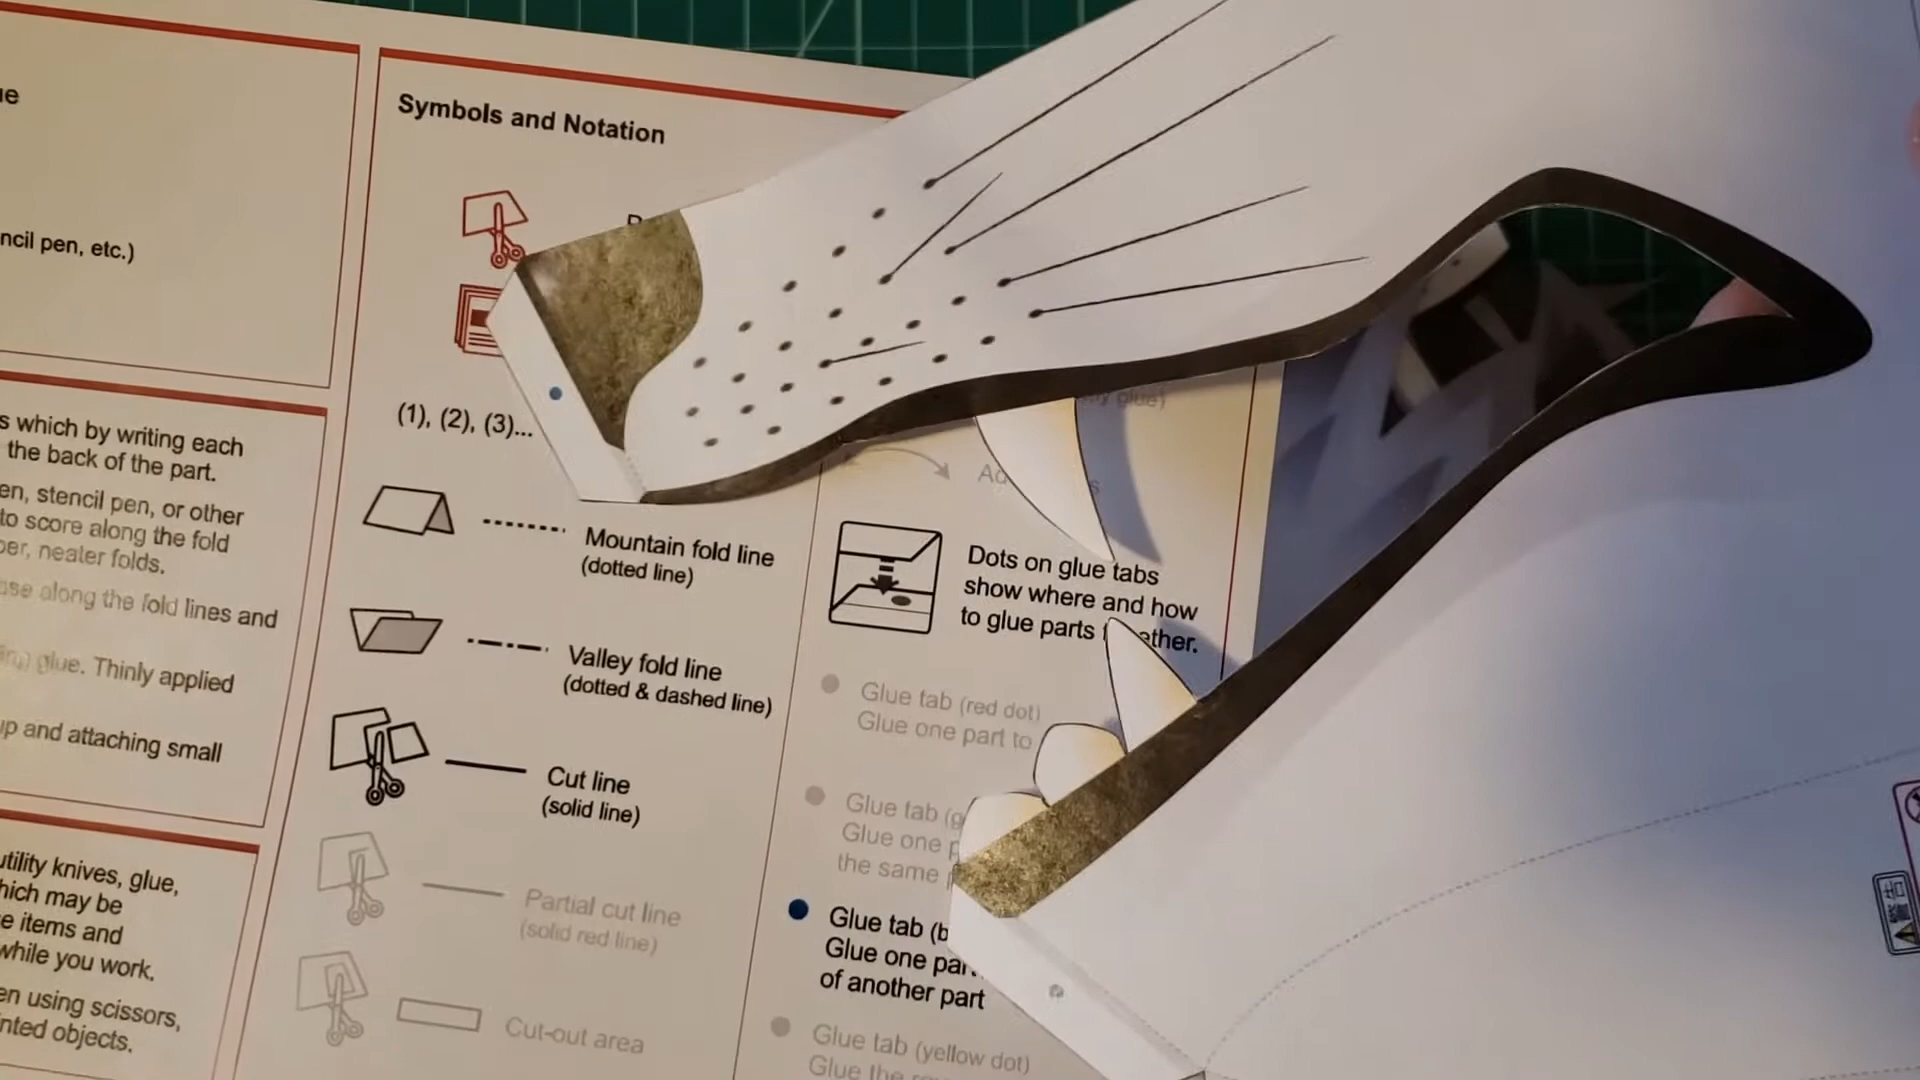 ncil pen, etc.)
s which by writing each
the back of the part.
en, stencil pen, or other
to score along the fold
per, neater folds.
along the fold lines and
glue. Thinly applied
up and attaching small
utility knives, glue,
hich may be
e items and
while you work.
en using scissors,
nted objects.
Symbols and Notation
(1), (2), (3)...
Mountain fold line
(dotted line)
Valley fold line
(dotted & dashed line)
Cut line
(solid line)
Partial cut line
(solid red line)
Cut-out area
Dots on glue tabs
show where and how
to glue parts
Glue tab (red dot)
Glue one part to
Glue tab
Glue one
the same
Glue tab (b
Glue one par
of another part
Glue tab (yellow dot)
Glue the